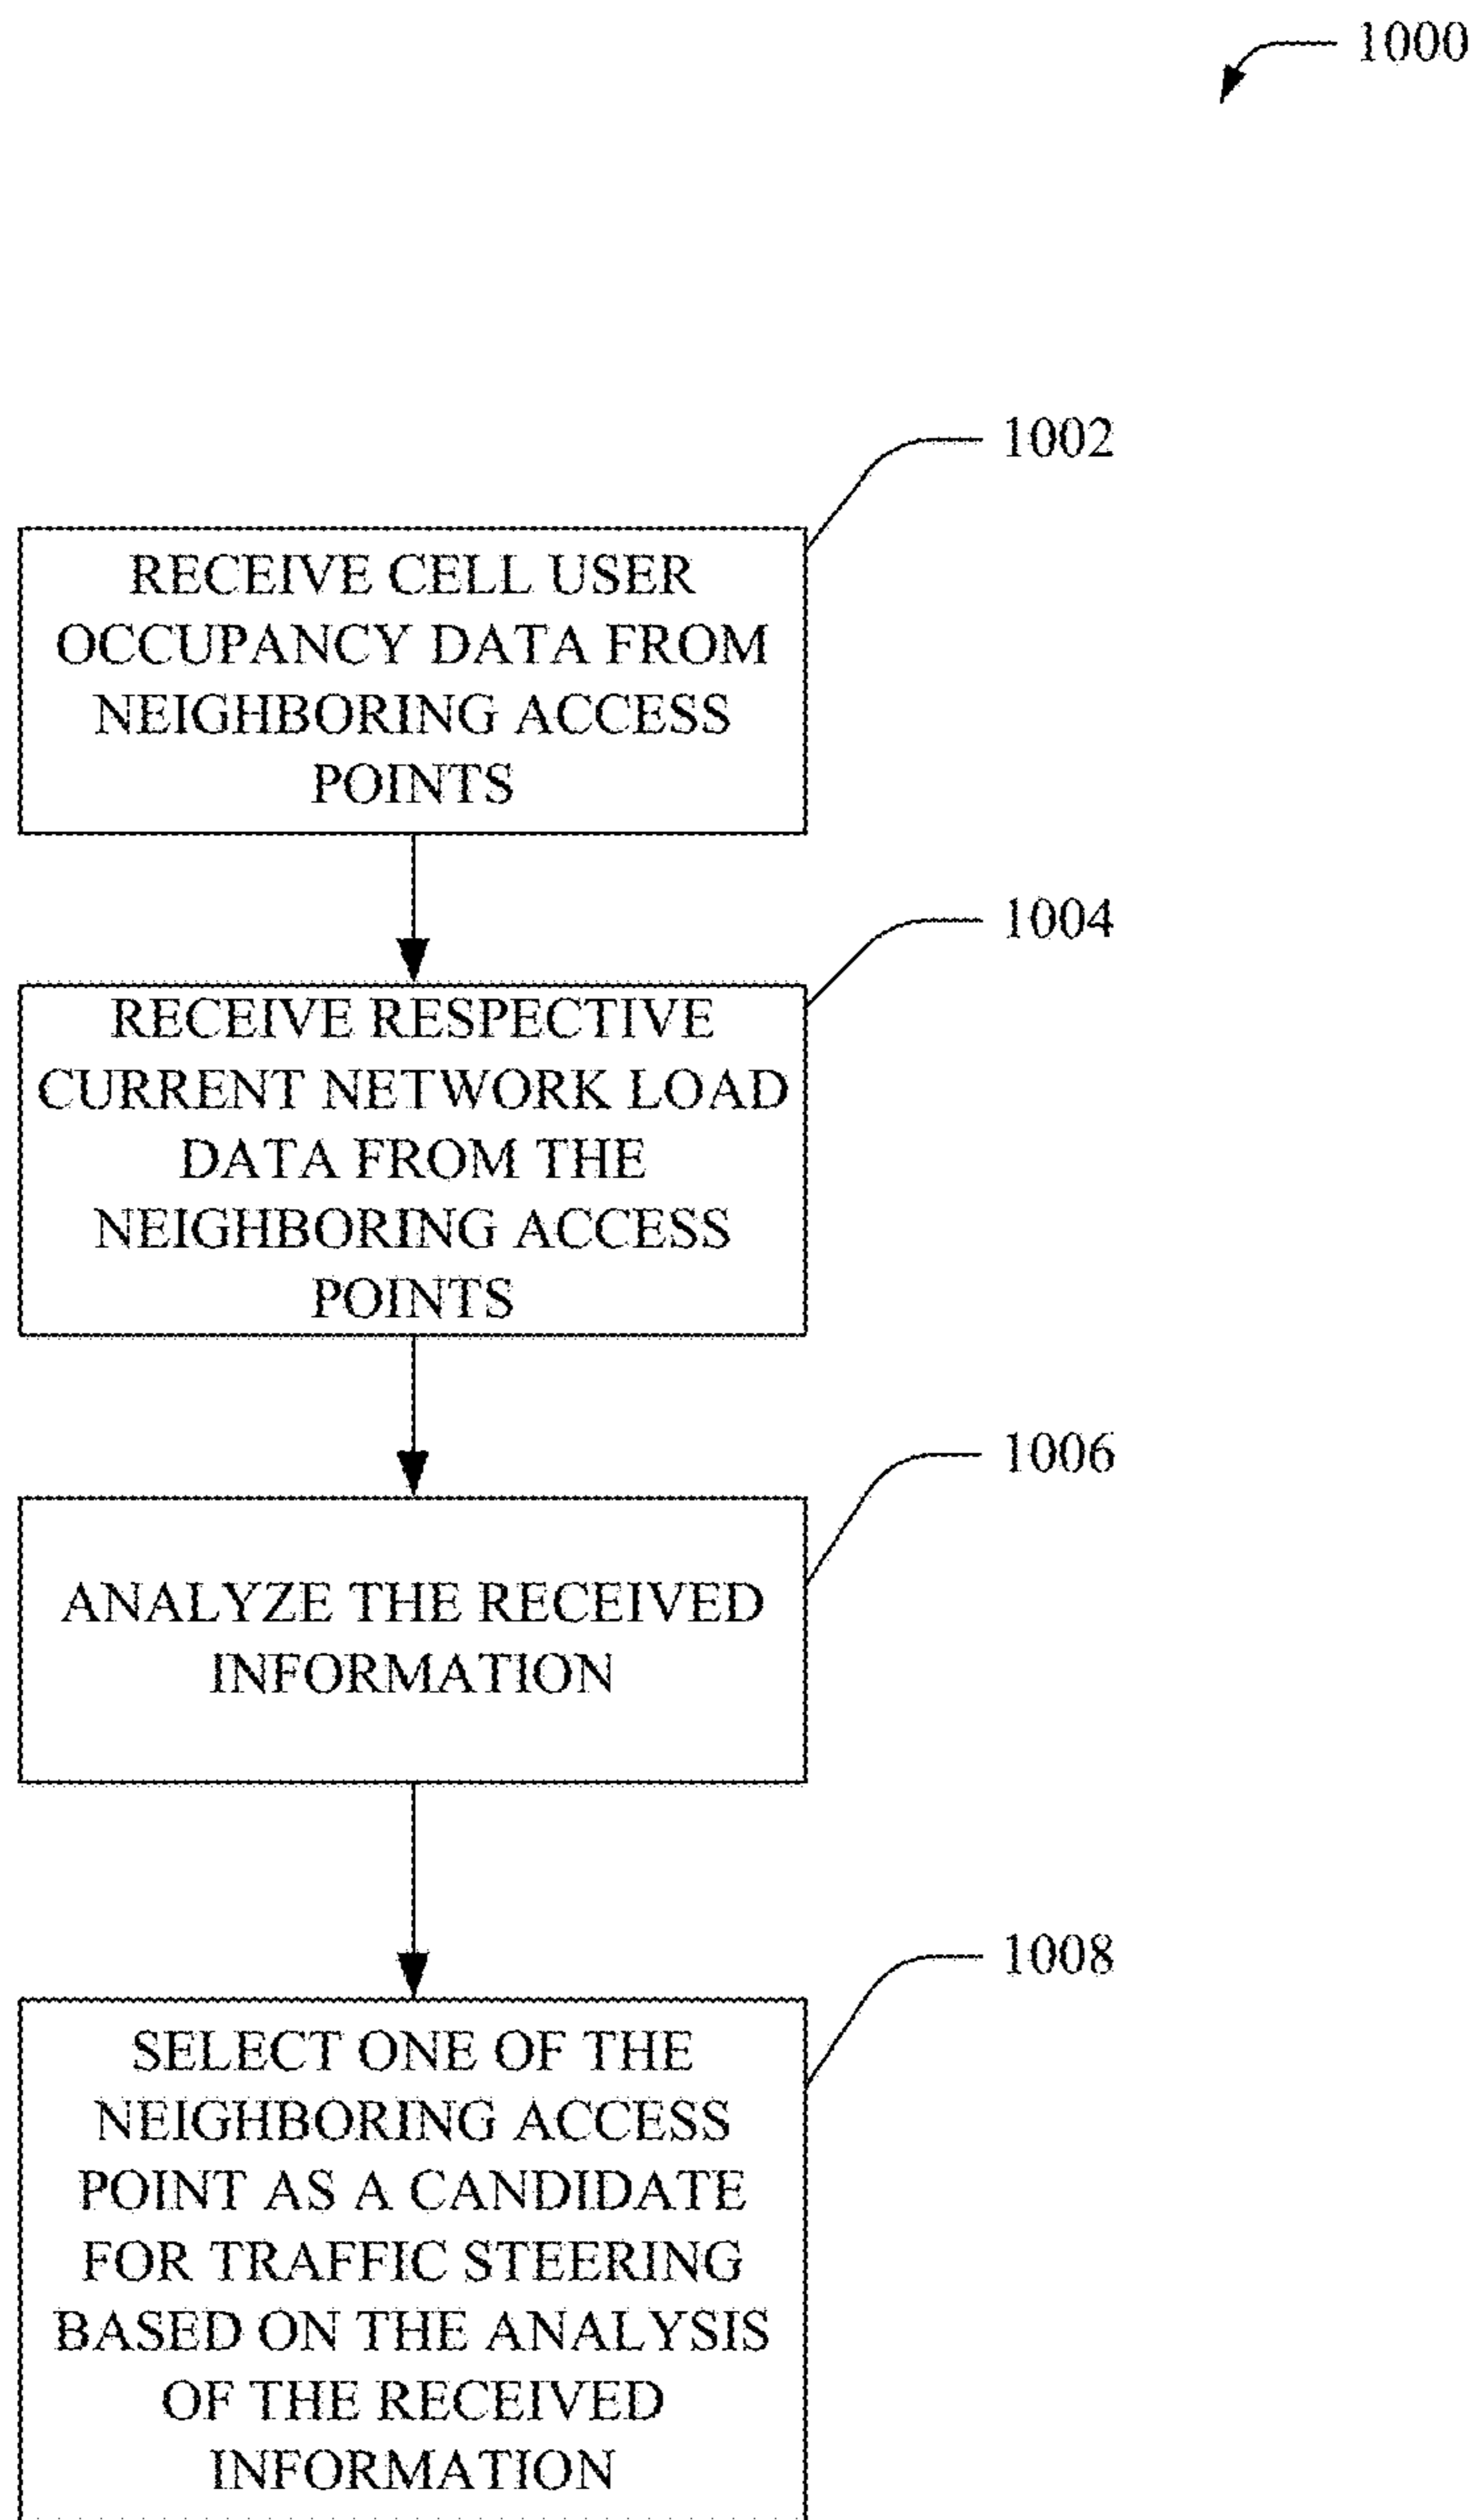 1000
1002
RECEIVE CELL USER
OCCUPANCY DATA FROM
NEIGHBORING ACCESS
POINTS
1004
RECEIVE RESPECTIVE
CURRENT NETWORK LOAD
DATA FROM THE
NEIGHBORING ACCESS
POINTS
1006
ANALYZE THE RECEIVED
INFORMATION
1008
SELECT ONE OF THE
NEIGHBORING ACCESS
POINT AS A CANDIDATE
FOR TRAFFIC STEERING
BASED ON THE ANALYSIS
OF THE RECEIVED
INFORMATION